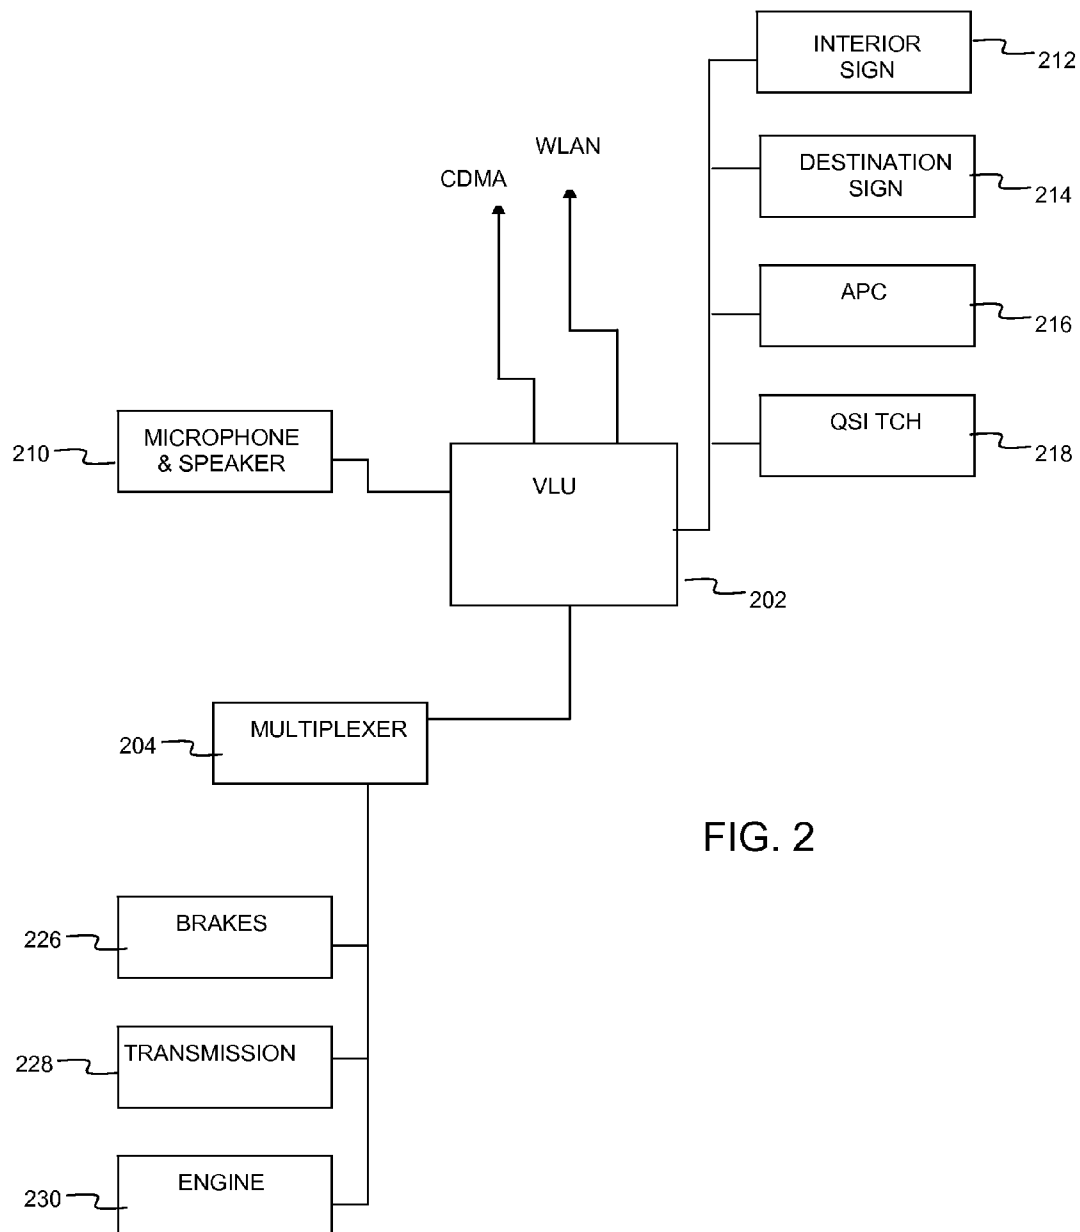 INTERIOR
SIGN
212
WLAN
CDMA
DESTINATION
SIGN
214
APC
216
MICROPHONE
& SPEAKER
210
QSI TCH
218
VLU
202
MULTIPLEXER
204
FIG. 2
BRAKES
226
TRANSMISSION
228
ENGINE
230